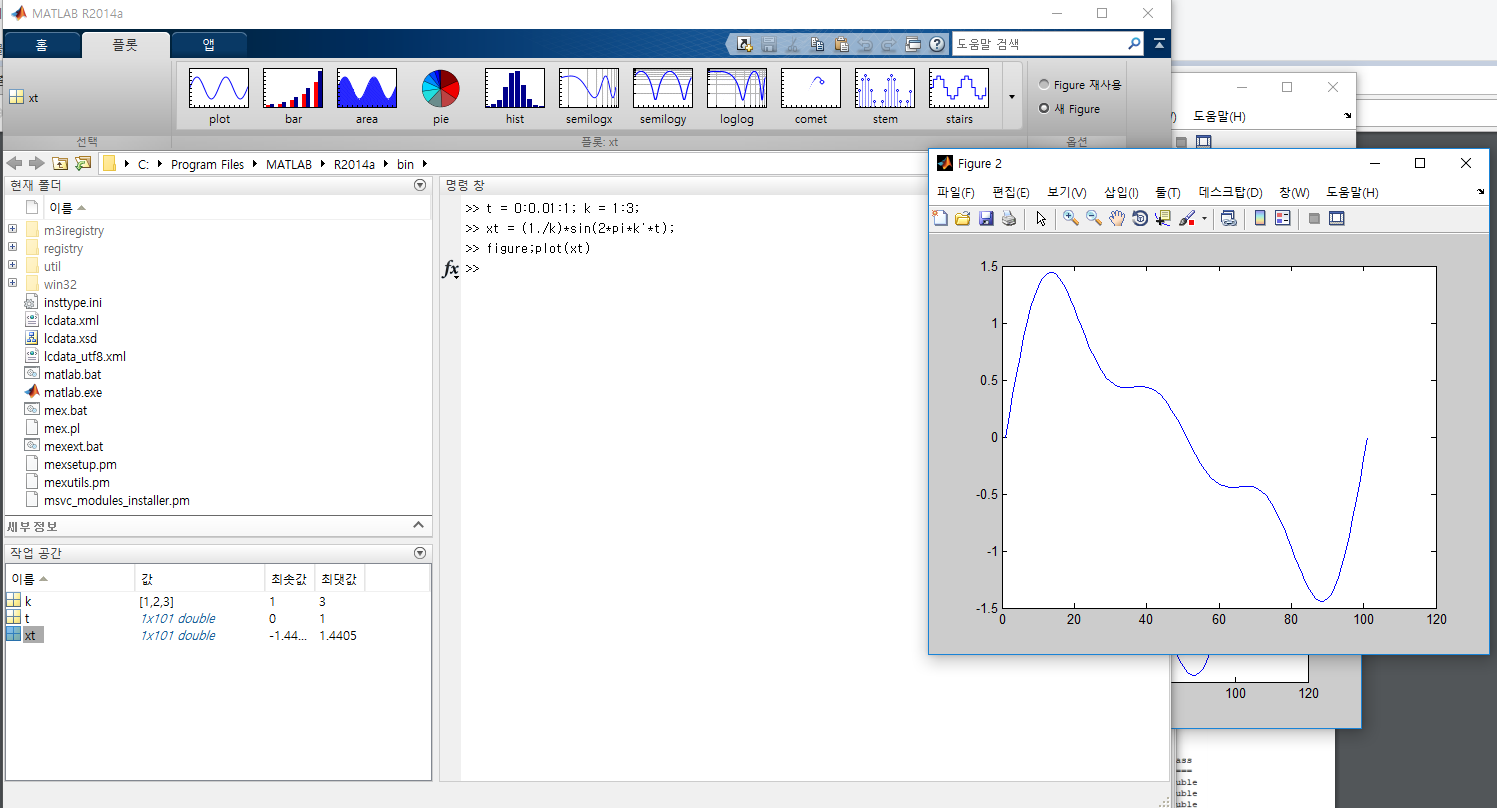 MATLAB R2014a
홈 플롯 앱
도움말 검색
xt
plot bar area pie hist semilogx semilogy loglog comet stem stairs
Figure 재사용
새 Figure
선택 플롯: xt 옵션
C: Program Files MATLAB R2014a bin
현재 폴더
이름
m3iregistry
registry
util
win32
insttype.ini
lcdata.xml
lcdata.xsd
lcdata_utf8.xml
matlab.bat
matlab.exe
mex.bat
mex.pl
mexext.bat
mexsetup.pm
mexutils.pm
msvc_modules_installer.pm
세부 정보
작업 공간
이름 값 최솟값 최댓값
k [1,2,3] 1 3
t 1x101 double 0 1
xt 1x101 double -1.44... 1.4405
명령 창
>> t = 0:0.01:1; k = 1:3;
>> xt = (1./k)*sin(2*pi*k'*t);
>> figure;plot(xt)
fx >>
도움말(H)
Figure 2
파일(F) 편집(E) 보기(V) 삽입(I) 툴(T) 데스크탑(D) 창(W) 도움말(H)
1.5
1
0.5
0
-0.5
-1
-1.5
0 20 40 60 80 100 120
100 120
ass
===
uble
uble
uble